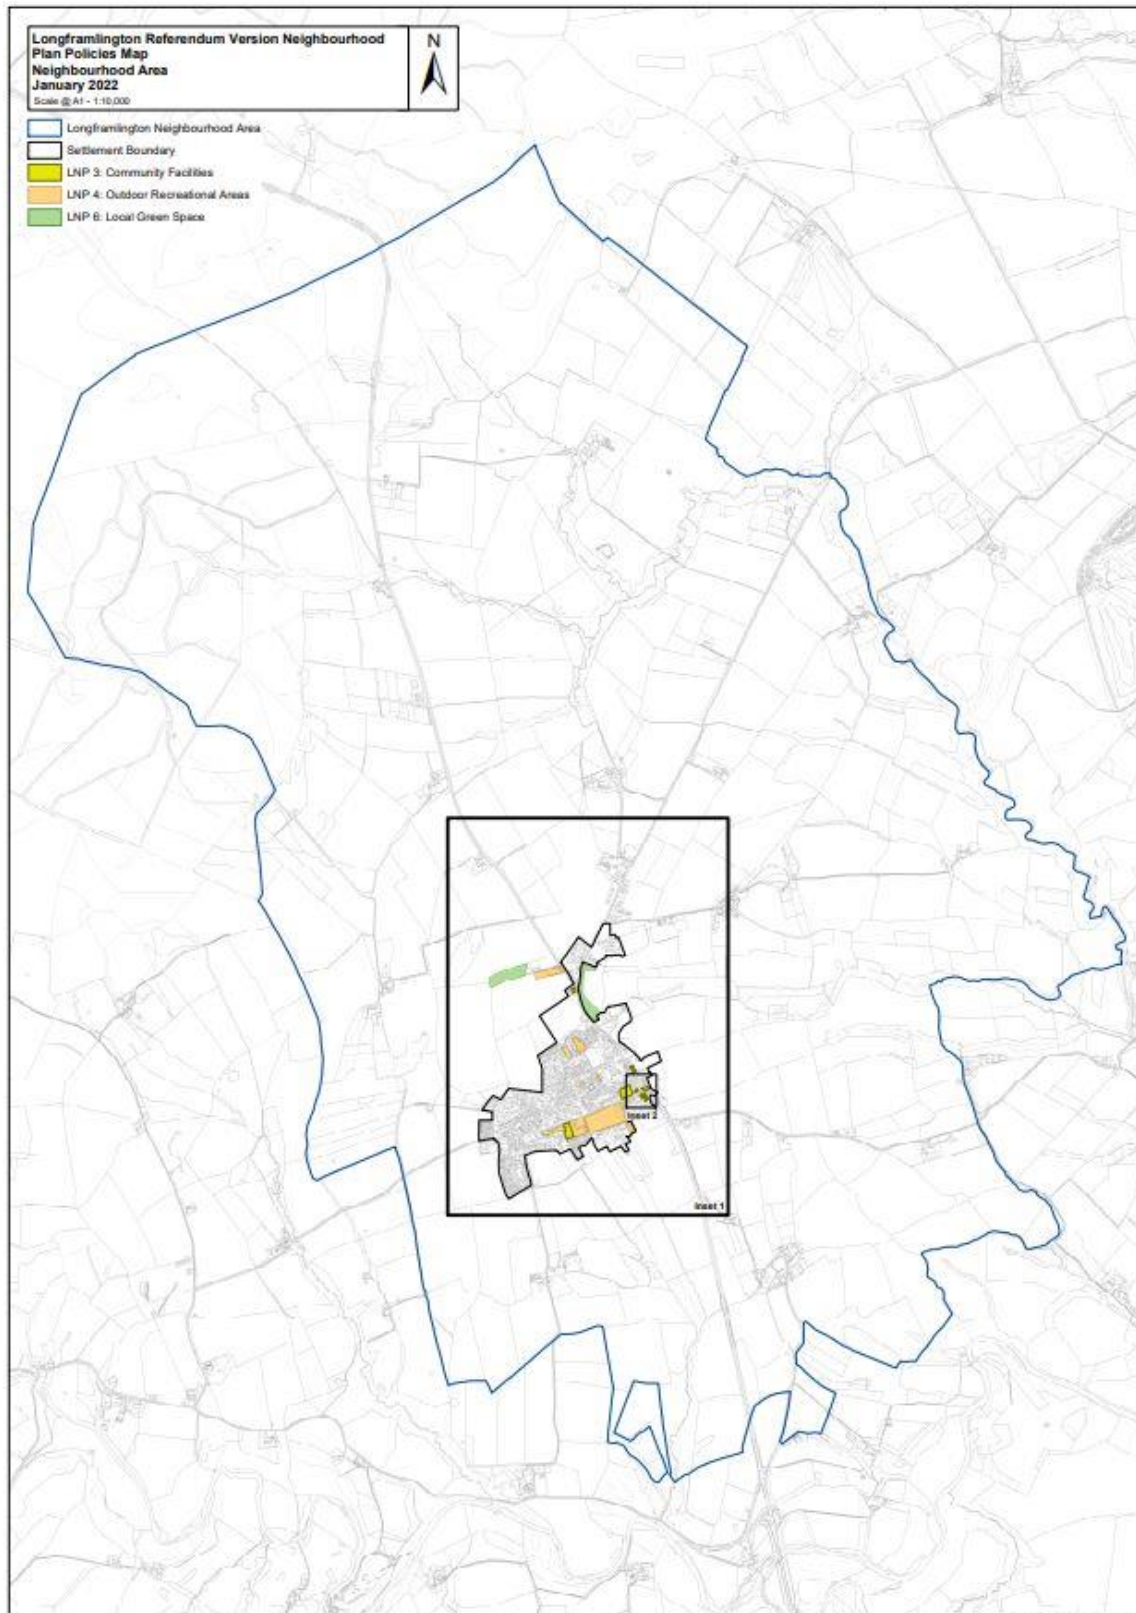 Longframlington Referendum Version Neighbourhood
Plan Policies Map
Neighbourhood Area
January 2022
Scale @ A1 - 1:10,000
N
Longframlington Neighbourhood Area
Settlement Boundary
LNP 3: Community Facilities
LNP 4: Outdoor Recreational Areas
LNP 6: Local Green Space
Inset 2
Inset 1